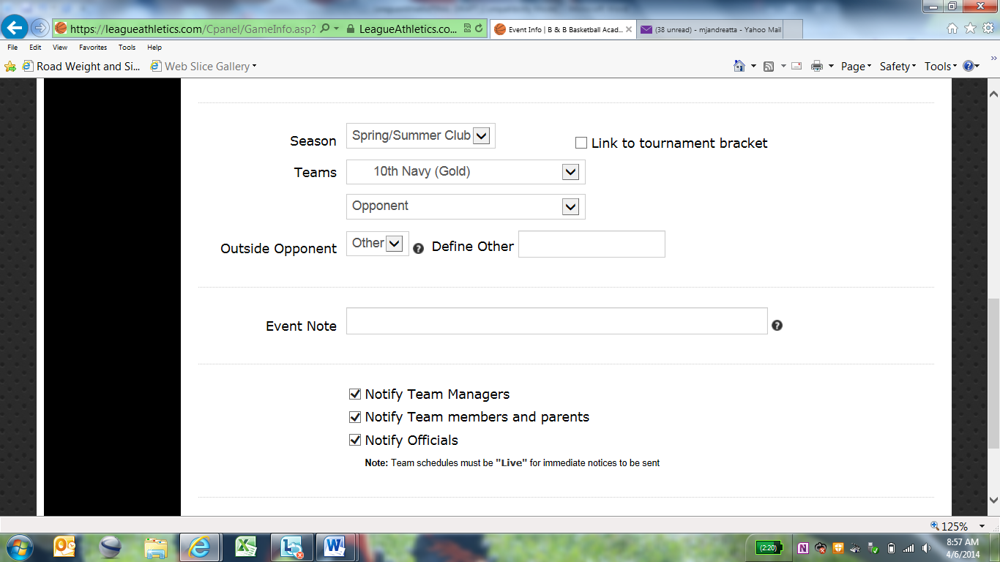 https://leagueathletics.com/Cpanel/GameInfo.asp?
LeagueAthletics.co...
Event Info | B & B Basketball Acad...
(38 unread) - mjandreatta - Yahoo Mail
File Edit View Favorites Tools Help
Road Weight and Si...
Web Slice Gallery
Page Safety Tools
Season Spring/Summer Club
Link to tournament bracket
Teams 10th Navy (Gold)
Opponent
Outside Opponent Other ? Define Other
Event Note ?
Notify Team Managers
Notify Team members and parents
Notify Officials
Note: Team schedules must be "Live" for immediate notices to be sent
125%
(2:20)
8:57 AM
4/6/2014